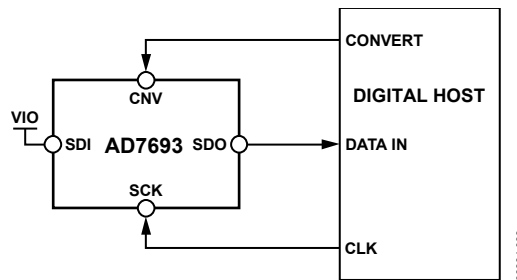 CONVERT
CNV
DIGITAL HOST
VIO
SDI AD7693 SDO
DATA IN
SCK
CLK